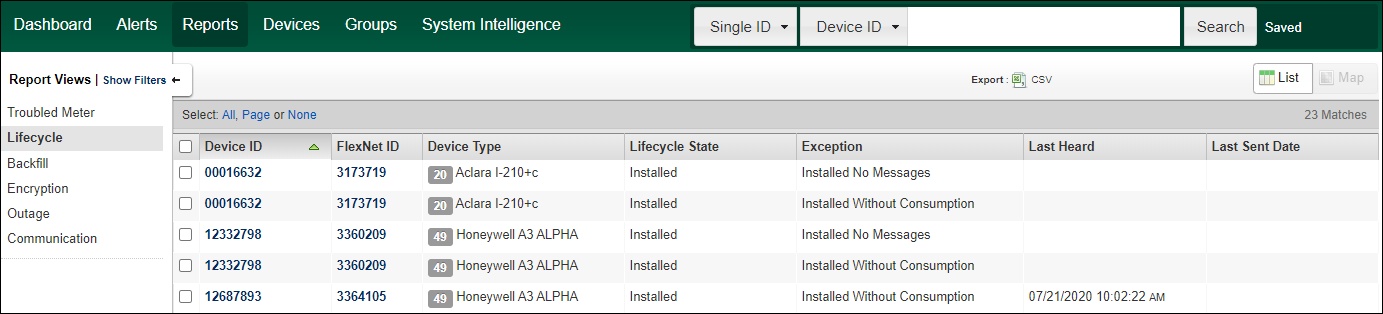 Dashboard Alerts Reports Devices Groups System Intelligence Single ID Device ID Search Saved
Report Views | Show Filters Export : CSV List Map
Troubled Meter
Lifecycle
Backfill
Encryption
Outage
Communication
Select: All, Page or None 23 Matches
Device ID FlexNet ID Device Type Lifecycle State Exception Last Heard Last Sent Date
00016632 3173719 20 Aclara I-210+c Installed Installed No Messages
00016632 3173719 20 Aclara I-210+c Installed Installed Without Consumption
12332798 3360209 49 Honeywell A3 ALPHA Installed Installed No Messages
12332798 3360209 49 Honeywell A3 ALPHA Installed Installed Without Consumption
12687893 3364105 49 Honeywell A3 ALPHA Installed Installed Without Consumption 07/21/2020 10:02:22 AM